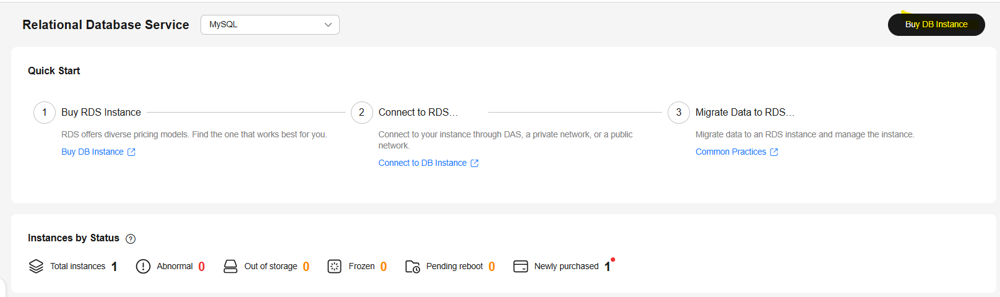 Relational Database Service
MySQL
Buy DB Instance
Quick Start
1
Buy RDS Instance
RDS offers diverse pricing models. Find the one that works best for you.
Buy DB Instance
2
Connect to RDS…
Connect to your instance through DAS, a private network, or a public
network.
Connect to DB Instance
3
Migrate Data to RDS…
Migrate data to an RDS instance and manage the instance.
Common Practices
Instances by Status ?
Total instances 1
Abnormal 0
Out of storage 0
Frozen 0
Pending reboot 0
Newly purchased 1